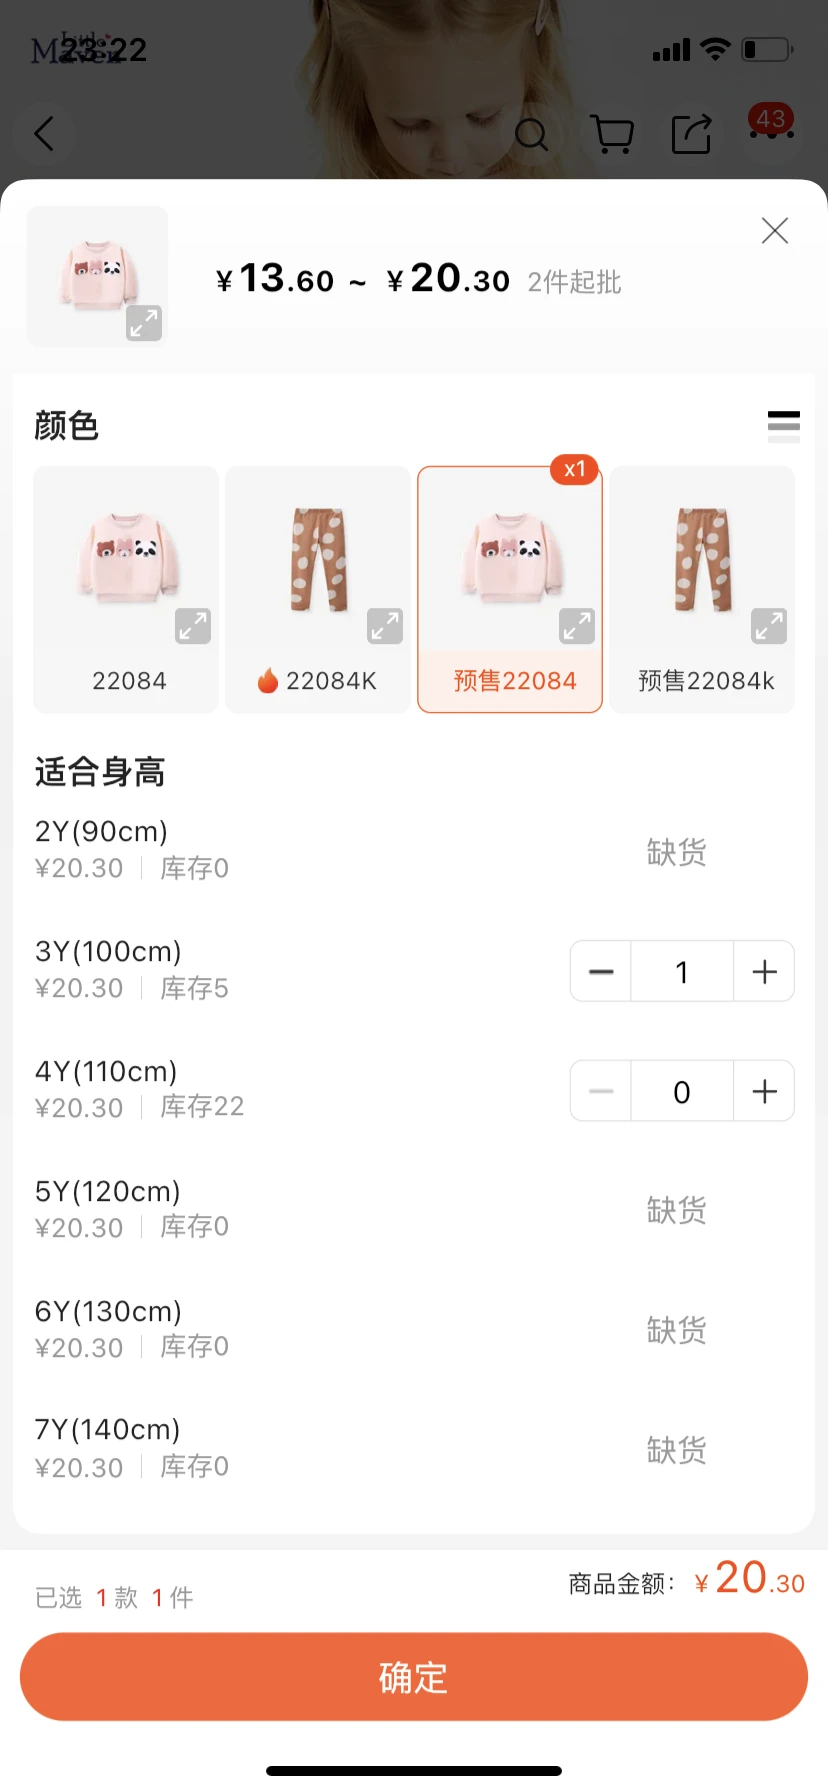 Little
Maven
23:22
43
¥13.60 ~ ¥20.30 2件起批
颜色
x1
22084
22084K
预售22084
预售22084k
适合身高
2Y(90cm)
¥20.30 库存0
缺货
3Y(100cm)
¥20.30 库存5
1
4Y(110cm)
¥20.30 库存22
0
5Y(120cm)
¥20.30 库存0
缺货
6Y(130cm)
¥20.30 库存0
缺货
7Y(140cm)
¥20.30 库存0
缺货
已选 1款 1件
商品金额：¥20.30
确定